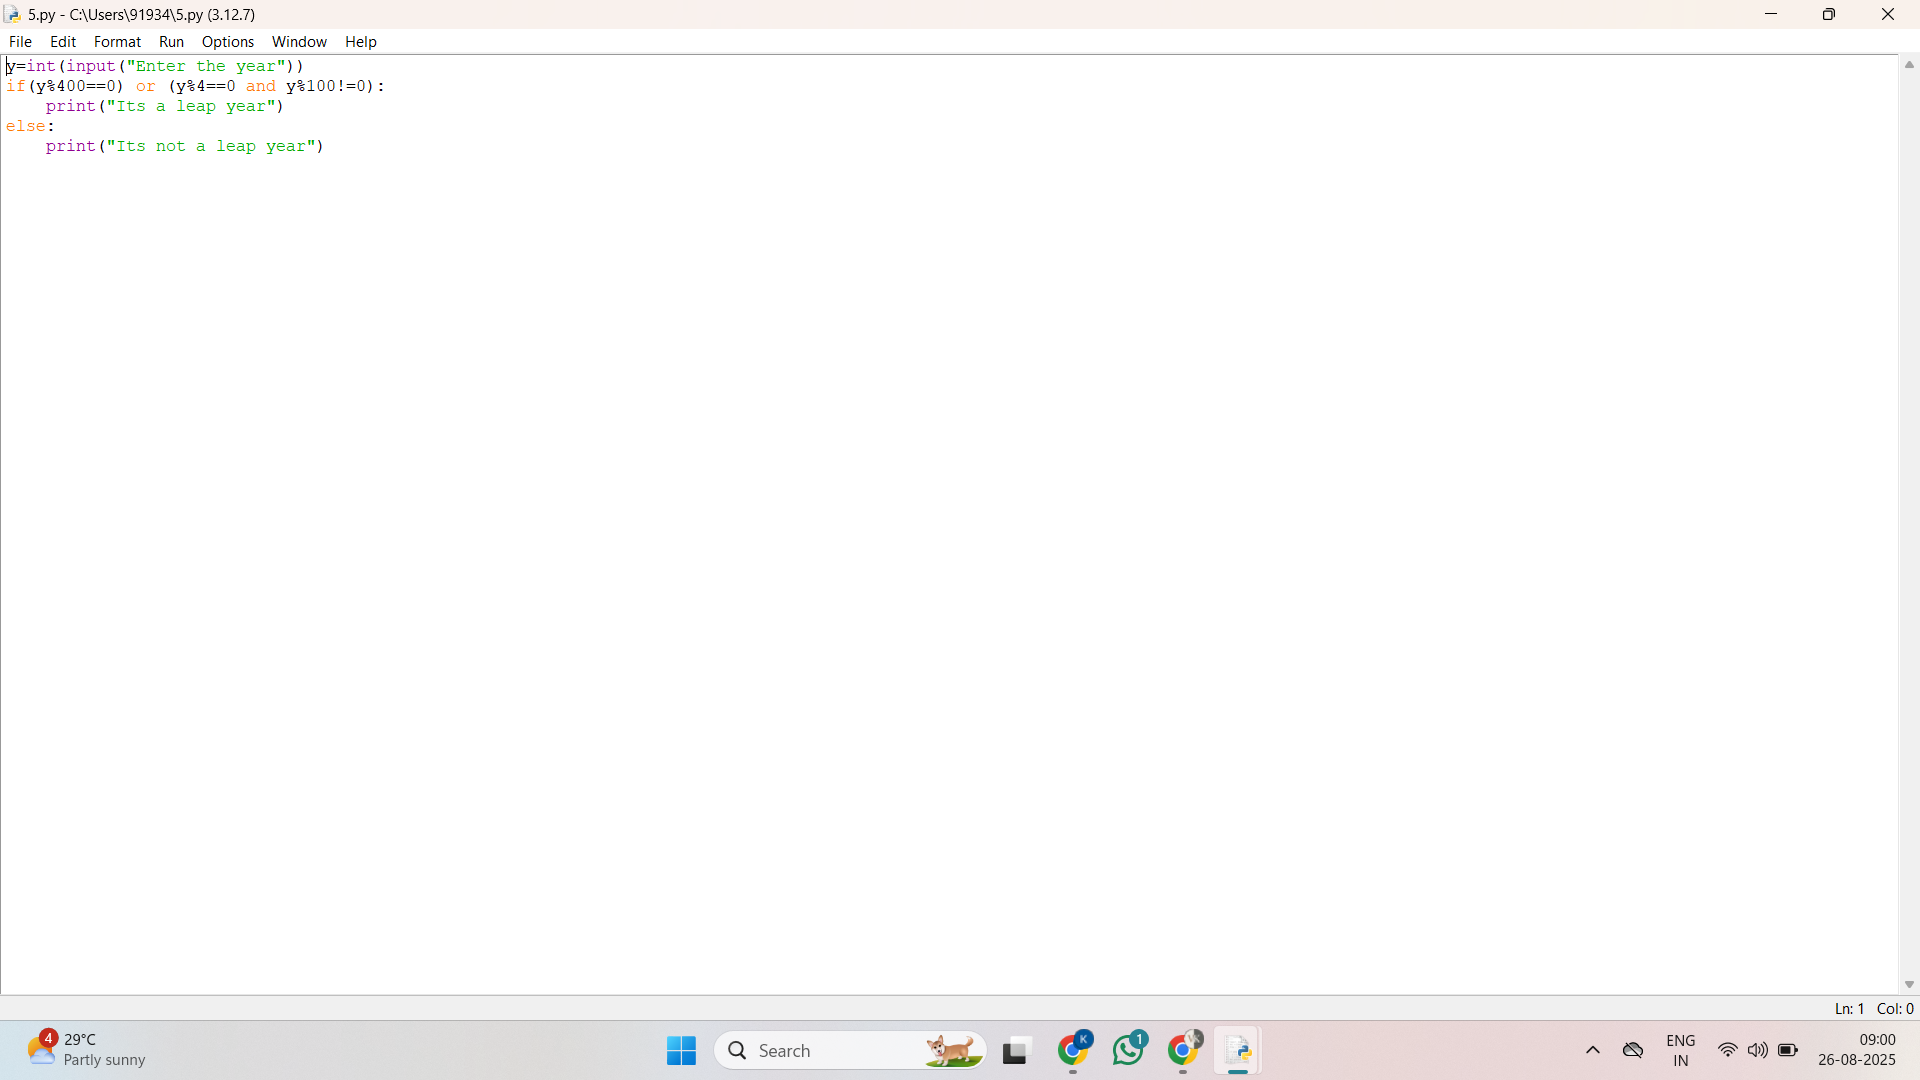 5.py - C:\Users\91934\5.py (3.12.7)
File Edit Format Run Options Window Help
y=int(input("Enter the year"))
if(y%400==0) or (y%4==0 and y%100!=0):
    print("Its a leap year")
else:
    print("Its not a leap year")
Ln: 1 Col: 0
4
29°C
Partly sunny
Search
K
1
VK
ENG
IN
09:00
26-08-2025